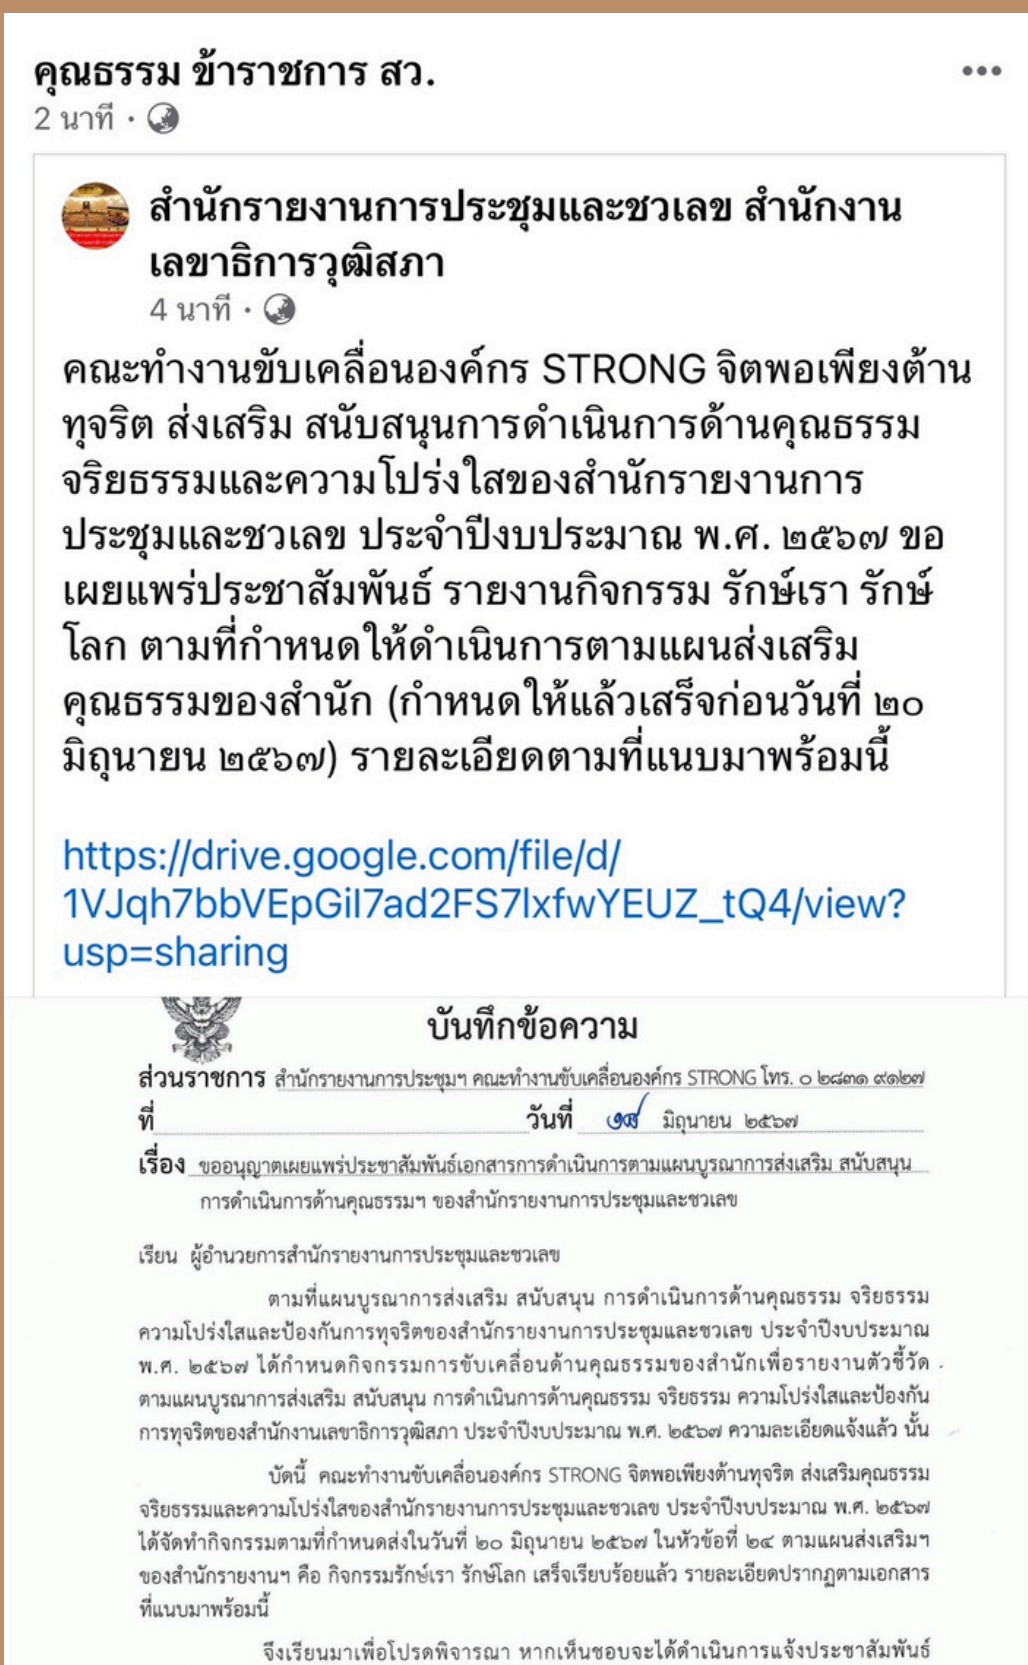 คุณธรรม ข้าราชการ สว.
2 นาที ·
สำนักรายงานการประชุมและชวเลข สำนักงาน
เลขาธิการวุฒิสภา
4 นาที ·
คณะทำงานขับเคลื่อนองค์กร STRONG จิตพอเพียงต้าน
ทุจริต ส่งเสริม สนับสนุนการดำเนินการด้านคุณธรรม
จริยธรรมและความโปร่งใสของสำนักรายงานการ
ประชุมและชวเลข ประจำปีงบประมาณ พ.ศ. ๒๕๖๗ ขอ
เผยแพร่ประชาสัมพันธ์ รายงานกิจกรรม รักษ์เรา รักษ์
โลก ตามที่กำหนดให้ดำเนินการตามแผนส่งเสริม
คุณธรรมของสำนัก (กำหนดให้แล้วเสร็จก่อนวันที่ ๒๐
มิถุนายน ๒๕๖๗) รายละเอียดตามที่แนบมาพร้อมนี้
https://drive.google.com/file/d/
1VJqh7bbVEpGil7ad2FS7lxfwYEUZ_tQ4/view?
usp=sharing
บันทึกข้อความ
ส่วนราชการ สำนักรายงานการประชุมฯ คณะทำงานขับเคลื่อนองค์กร STRONG โทร. ๐ ๒๘๓๑ ๙๑๒๗
ที่ วันที่ ๑๙ มิถุนายน ๒๕๖๗
เรื่อง ขออนุญาตเผยแพร่ประชาสัมพันธ์เอกสารการดำเนินการตามแผนบูรณาการส่งเสริม สนับสนุน
การดำเนินการด้านคุณธรรมฯ ของสำนักรายงานการประชุมและชวเลข
เรียน ผู้อำนวยการสำนักรายงานการประชุมและชวเลข
ตามที่แผนบูรณาการส่งเสริม สนับสนุน การดำเนินการด้านคุณธรรม จริยธรรม
ความโปร่งใสและป้องกันการทุจริตของสำนักรายงานการประชุมและชวเลข ประจำปีงบประมาณ
พ.ศ. ๒๕๖๗ ได้กำหนดกิจกรรมการขับเคลื่อนด้านคุณธรรมของสำนักเพื่อรายงานตัวชี้วัด
ตามแผนบูรณาการส่งเสริม สนับสนุน การดำเนินการด้านคุณธรรม จริยธรรม ความโปร่งใสและป้องกัน
การทุจริตของสำนักงานเลขาธิการวุฒิสภา ประจำปีงบประมาณ พ.ศ. ๒๕๖๗ ความละเอียดแจ้งแล้ว นั้น
บัดนี้ คณะทำงานขับเคลื่อนองค์กร STRONG จิตพอเพียงต้านทุจริต ส่งเสริมคุณธรรม
จริยธรรมและความโปร่งใสของสำนักรายงานการประชุมและชวเลข ประจำปีงบประมาณ พ.ศ. ๒๕๖๗
ได้จัดทำกิจกรรมตามที่กำหนดส่งในวันที่ ๒๐ มิถุนายน ๒๕๖๗ ในหัวข้อที่ ๒๔ ตามแผนส่งเสริมฯ
ของสำนักรายงานฯ คือ กิจกรรมรักษ์เรา รักษ์โลก เสร็จเรียบร้อยแล้ว รายละเอียดปรากฏตามเอกสาร
ที่แนบมาพร้อมนี้
จึงเรียนมาเพื่อโปรดพิจารณา หากเห็นชอบจะได้ดำเนินการแจ้งประชาสัมพันธ์